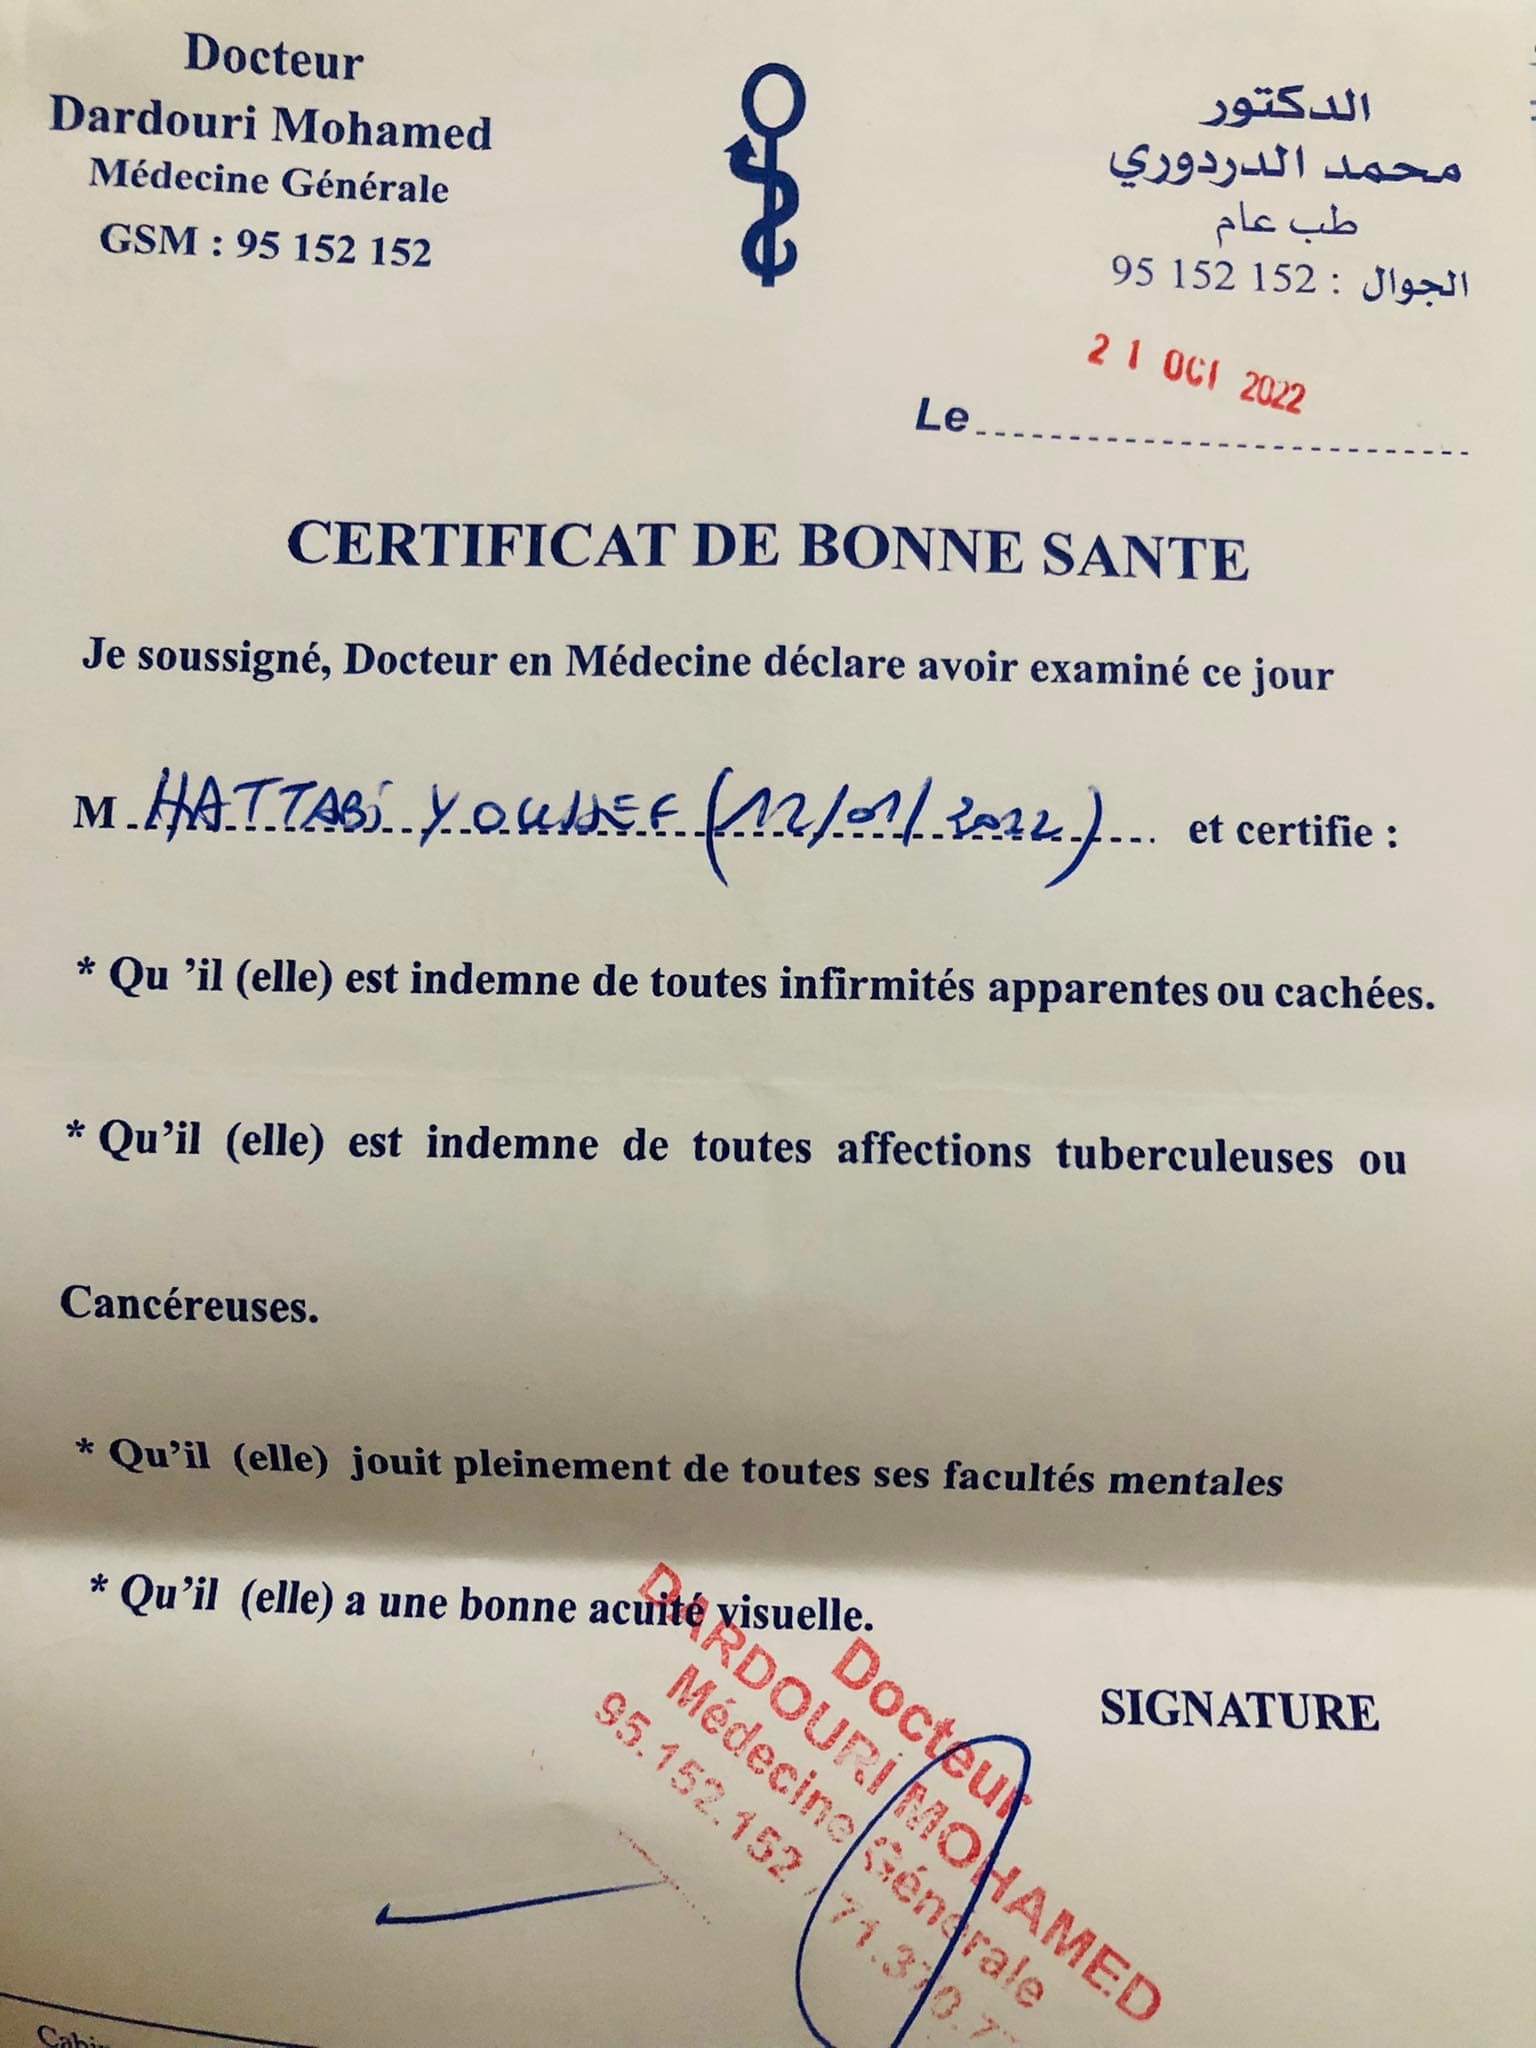 Docteur
Dardouri Mohamed
Médecine Générale
GSM : 95 152 152
الدكتور
محمد الدردوري
طب عام
الجوال : 95 152 152
21 OCT 2022
Le
CERTIFICAT DE BONNE SANTE
Je soussigné, Docteur en Médecine déclare avoir examiné ce jour
M HATTABi YOUSSEF (12/01/2022) et certifie :
* Qu 'il (elle) est indemne de toutes infirmités apparentes ou cachées.
* Qu'il (elle) est indemne de toutes affections tuberculeuses ou
Cancéreuses.
* Qu'il (elle) jouit pleinement de toutes ses facultés mentales
* Qu'il (elle) a une bonne acuité visuelle.
SIGNATURE
Docteur
DARDOURI MOHAMED
Médecine Générale
95.152.152 / 71.370.7